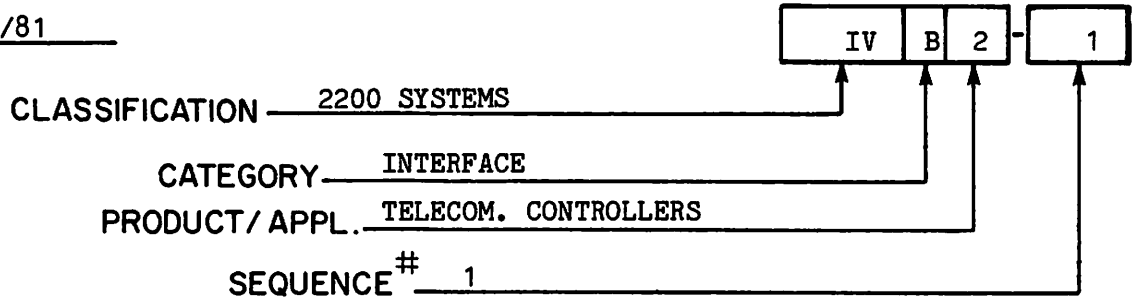 /81
IV B 2 - 1
CLASSIFICATION 2200 SYSTEMS
CATEGORY INTERFACE
PRODUCT/APPL. TELECOM. CONTROLLERS
SEQUENCE # 1